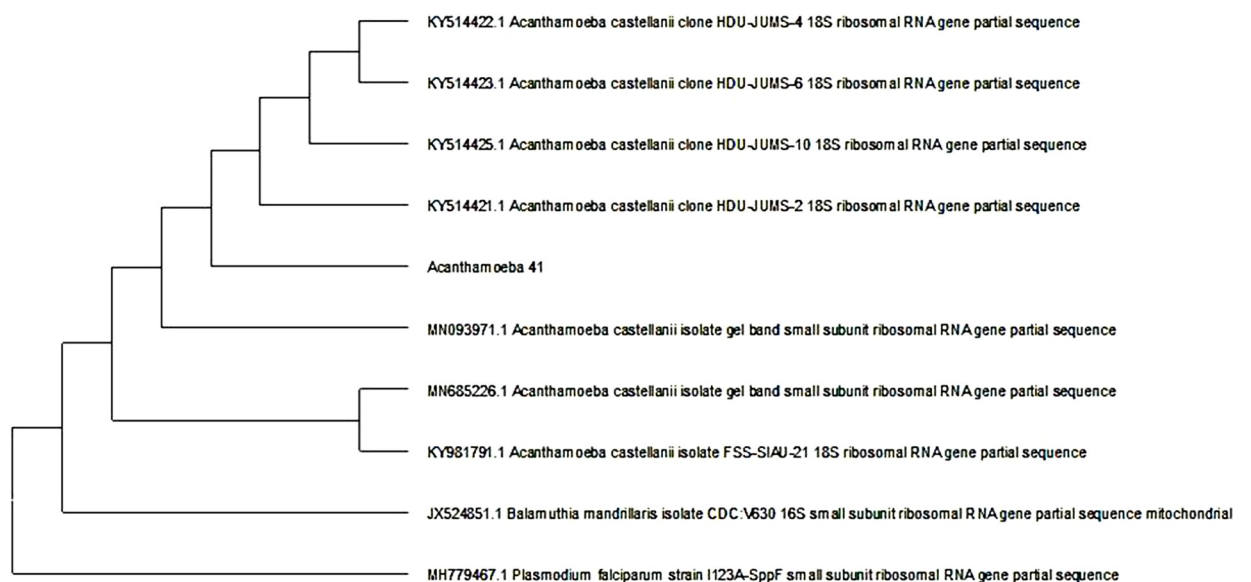 KY514422.1 Acanthamoeba castellanii clone HDU-JUMS-4 18S ribosomal RNA gene partial sequence
KY514423.1 Acanthamoeba castellanii clone HDU-JUMS-6 18S ribosomal RNA gene partial sequence
KY514425.1 Acanthamoeba castellanii clone HDU-JUMS-10 18S ribosomal RNA gene partial sequence
KY514421.1 Acanthamoeba castellanii clone HDU-JUMS-2 18S ribosomal RNA gene partial sequence
Acanthamoeba 41
MN093971.1 Acanthamoeba castellanii isolate gel band small subunit ribosomal RNA gene partial sequence
MN685226.1 Acanthamoeba castellanii isolate gel band small subunit ribosomal RNA gene partial sequence
KY981791.1 Acanthamoeba castellanii isolate FSS-SIAU-21 18S ribosomal RNA gene partial sequence
JX524851.1 Balamuthia mandrillaris isolate CDC:V630 16S small subunit ribosomal RNA gene partial sequence mitochondrial
MH779467.1 Plasmodium falciparum strain I123A-SppF small subunit ribosomal RNA gene partial sequence